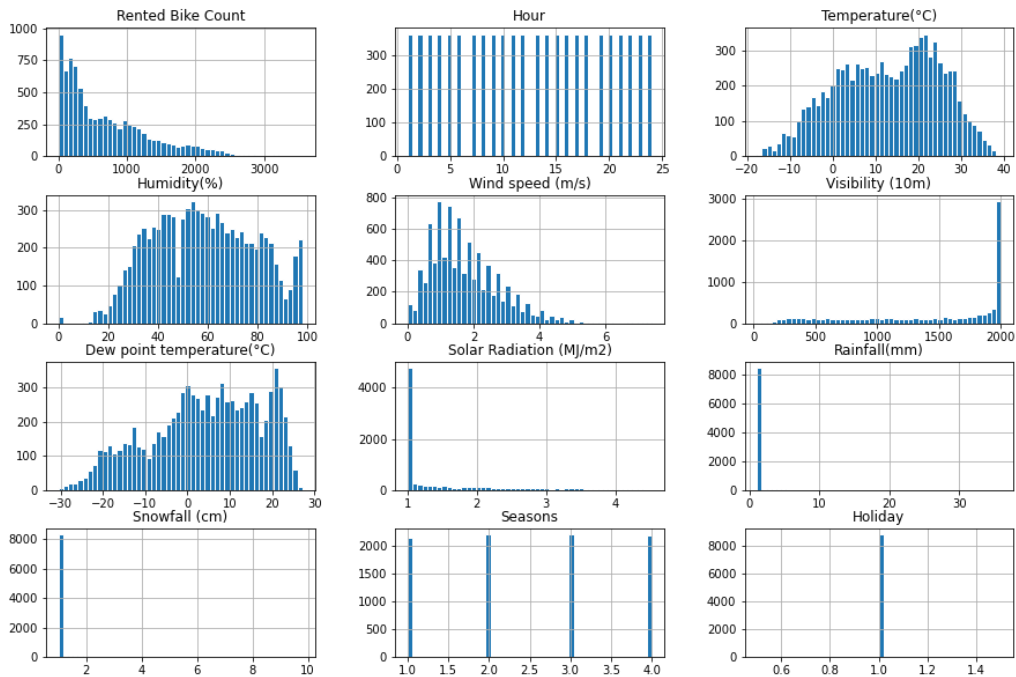 Rented Bike Count
1000
750
500
250
0
0 1000 2000 3000
Hour
300
200
100
0
0 5 10 15 20 25
Temperature(°C)
300
200
100
0
−20 −10 0 10 20 30 40
Humidity(%)
300
200
100
0
0 20 40 60 80 100
Wind speed (m/s)
800
600
400
200
0
0 2 4 6
Visibility (10m)
3000
2000
1000
0
0 500 1000 1500 2000
Dew point temperature(°C)
300
200
100
0
−30 −20 −10 0 10 20 30
Solar Radiation (MJ/m2)
4000
2000
0
1 2 3 4
Rainfall(mm)
8000
6000
4000
2000
0
0 10 20 30
Snowfall (cm)
8000
6000
4000
2000
0
2 4 6 8 10
Seasons
2000
1500
1000
500
0
1.0 1.5 2.0 2.5 3.0 3.5 4.0
Holiday
8000
6000
4000
2000
0
0.6 0.8 1.0 1.2 1.4